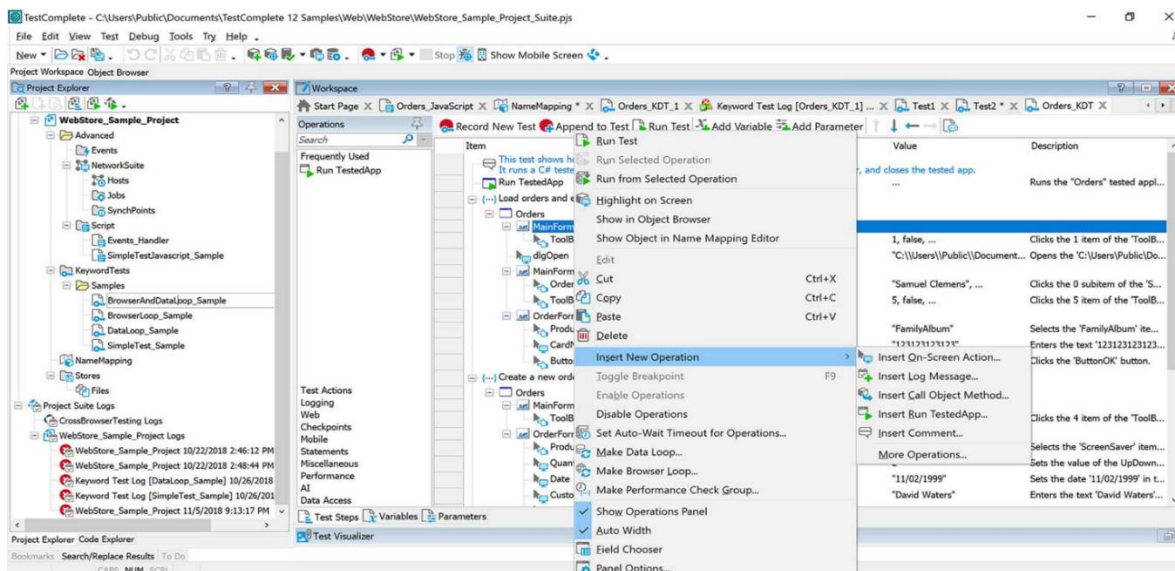 TestComplete - C:\Users\Public\Documents\TestComplete 12 Samples\Web\WebStore\WebStore_Sample_Project_Suite.pjs
File Edit View Test Debug Tools Try Help
New Stop Show Mobile Screen
Project Workspace Object Browser
Project Explorer
WebStore_Sample_Project
Advanced
Events
NetworkSuite
Hosts
Jobs
SynchPoints
Script
Events_Handler
SimpleTestJavascript_Sample
KeywordTests
Samples
BrowserAndDataLoop_Sample
BrowserLoop_Sample
DataLoop_Sample
SimpleTest_Sample
NameMapping
Stores
Files
Project Suite Logs
CrossBrowserTesting Logs
WebStore_Sample_Project Logs
WebStore_Sample_Project 10/22/2018 2:46:12 PM
WebStore_Sample_Project 10/22/2018 2:48:44 PM
Keyword Test Log [DataLoop_Sample] 10/26/2018
Keyword Test Log [SimpleTest_Sample] 10/26/201
WebStore_Sample_Project 11/5/2018 9:13:17 PM
Project Explorer Code Explorer
Bookmarks Search/Replace Results To Do
CAPS NUM SCRL
Workspace
Start Page X Orders_JavaScript X NameMapping * X Orders_KDT_1 X Keyword Test Log [Orders_KDT_1] ... X Test1 X Test2 * X Orders_KDT X
Operations
Search
Frequently Used
Run TestedApp
Test Actions
Logging
Web
Checkpoints
Mobile
Statements
Miscellaneous
Performance
AI
Data Access
Record New Test Append to Test Run Test Add Variable Add Parameter
Item Value Description
This test shows h
It runs a C# teste r, and closes the tested app.
Run TestedApp ... Runs the "Orders" tested appl...
Load orders and e
Orders
MainForm
ToolB 1, false, ... Clicks the 1 item of the 'ToolB...
dlgOpen "C:\\Users\\Public\\Document... Opens the 'C:\Users\Public\Do...
MainForm
Order "Samuel Clemens", ... Clicks the 0 subitem of the 'S...
ToolB 5, false, ... Clicks the 5 item of the 'ToolB...
OrderForr
Produ "FamilyAlbum" Selects the 'FamilyAlbum' ite...
CardN "123123123123" Enters the text '123123123123...
Butto Clicks the 'ButtonOK' button.
Create a new orde
Orders
MainForm
ToolB Clicks the 4 item of the 'ToolB...
OrderForr
Produ Selects the 'ScreenSaver' item...
Quan Sets the value of the 'UpDown...
Date "11/02/1999" Sets the date '11/02/1999' in t...
Custo "David Waters" Enters the text 'David Waters'...
Run Test
Run Selected Operation
Run from Selected Operation
Highlight on Screen
Show in Object Browser
Show Object in Name Mapping Editor
Edit
Cut Ctrl+X
Copy Ctrl+C
Paste Ctrl+V
Delete
Insert New Operation
Toggle Breakpoint F9
Enable Operations
Disable Operations
Set Auto-Wait Timeout for Operations...
Make Data Loop...
Make Browser Loop...
Make Performance Check Group...
Show Operations Panel
Auto Width
Field Chooser
Panel Options...
Insert On-Screen Action...
Insert Log Message...
Insert Call Object Method...
Insert Run TestedApp...
Insert Comment...
More Operations...
Test Steps Variables Parameters
Test Visualizer